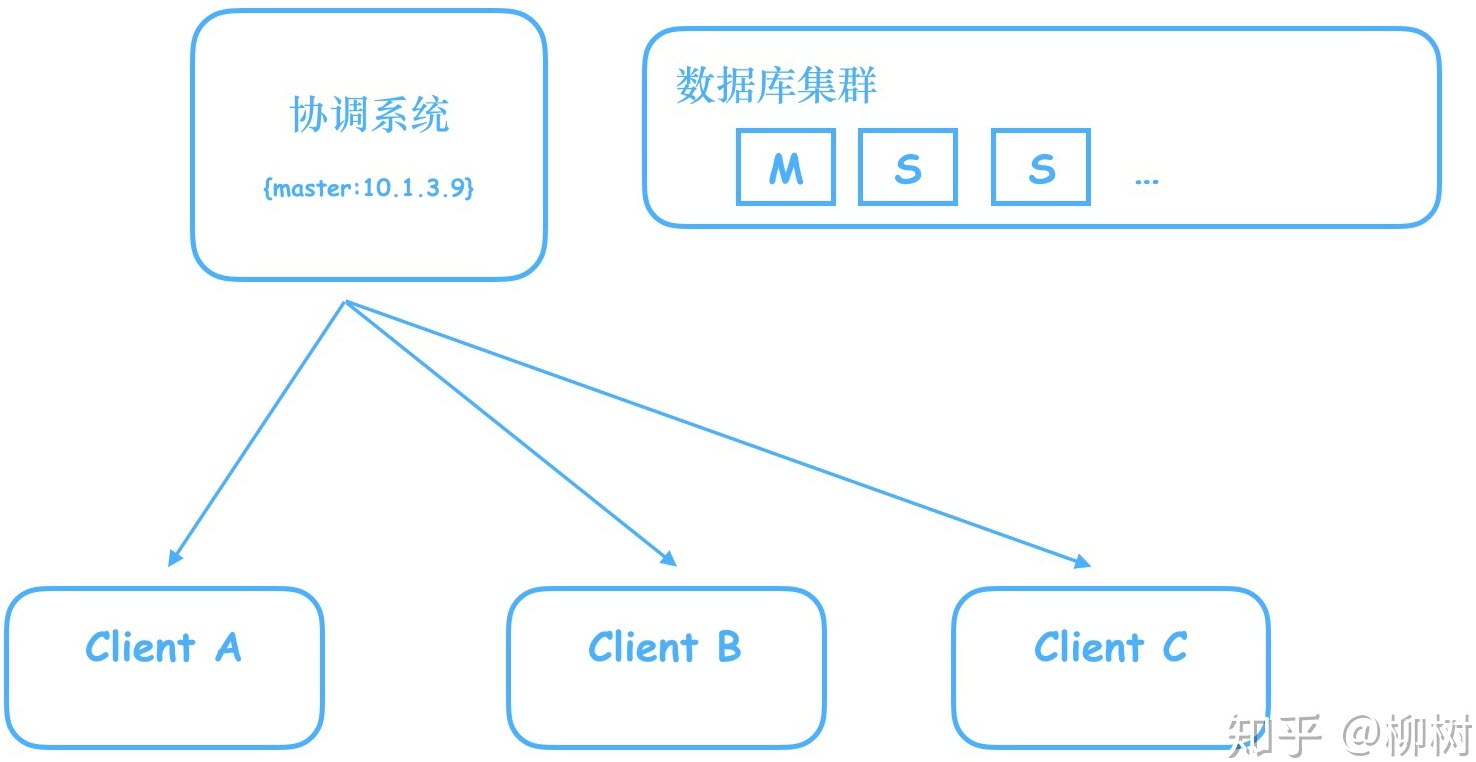 协调系统
{master:10.1.3.9}
数据库集群
M S S ...
Client A
Client B
Client C
知乎 @柳树